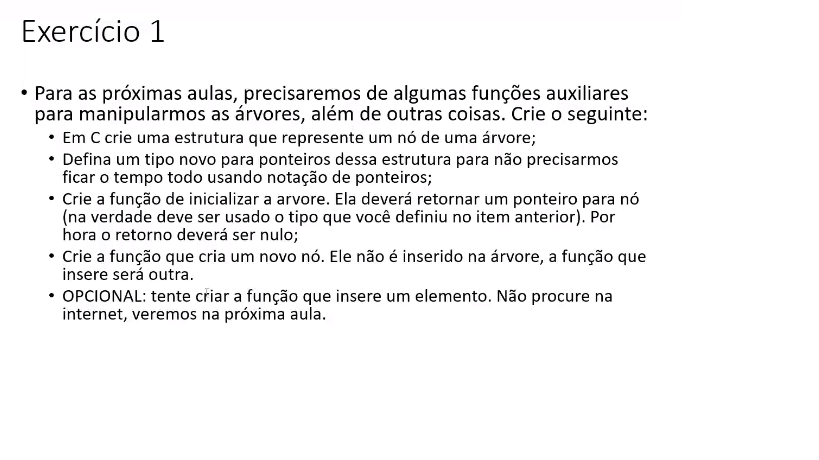 Exercício 1
• Para as próximas aulas, precisaremos de algumas funções auxiliares
para manipularmos as árvores, além de outras coisas. Crie o seguinte:
• Em C crie uma estrutura que represente um nó de uma árvore;
• Defina um tipo novo para ponteiros dessa estrutura para não precisarmos
ficar o tempo todo usando notação de ponteiros;
• Crie a função de inicializar a arvore. Ela deverá retornar um ponteiro para nó
(na verdade deve ser usado o tipo que você definiu no item anterior). Por
hora o retorno deverá ser nulo;
• Crie a função que cria um novo nó. Ele não é inserido na árvore, a função que
insere será outra.
• OPCIONAL: tente criar a função que insere um elemento. Não procure na
internet, veremos na próxima aula.